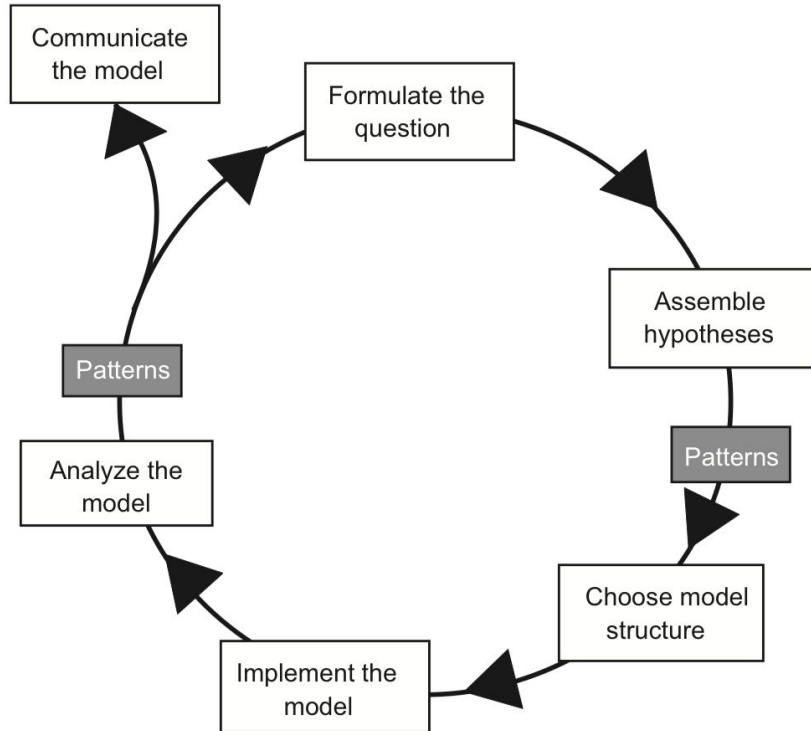 Communicate
the model
Formulate the
question
Assemble
hypotheses
Patterns
Choose model
structure
Implement the
model
Analyze the
model
Patterns